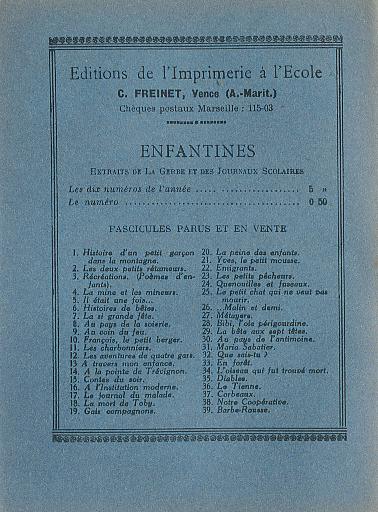 Editions de l'Imprimerie à l'Ecole
C. FREINET, Vence (A.-Marit.)
Chèques postaux Marseille : 115-03
ENFANTINES
EXTRAITS DE LA GERBE ET DES JOURNAUX SCOLAIRES
Les dix numéros de l'année ..... .................. 5 »
Le numéro ........................................ 0 50
FASCICULES PARUS ET EN VENTE
1. Histoire d'un petit garçon
dans la montagne.
2. Les deux petits rétameurs.
3. Récréations. (Poèmes d'en-
fants).
4. La mine et les mineurs.
5. Il était une fois...
6. Histoires de bêtes.
7. La si grande fête.
8. Au pays de la soierie.
9. Au coin du feu.
10. François, le petit berger.
11. Les charbonniers.
12. Les aventures de quatre gars.
13 A travers mon enfance.
14. A la pointe de Trévignon.
15. Contes du soir.
16. A l'Institution moderne.
17. Le journal du malade.
18. La mort de Toby.
19. Gais compagnons.
20. La peine des enfants.
21. Yves, le petit mousse.
22. Emigrants.
23. Les petits pêcheurs.
24. Quenouilles et fuseaux.
25. Le petit chat qui ne veut pas
mourir.
26. ..Malin et demi.
27. Métayers.
28. Bibi, l'oie périgourdine.
29. La bête aux sept têtes.
30. Au pays de l'antimoine.
31. Maria Sabatier.
32. Que sais-tu ?
33. En forêt.
34. L'oiseau qui fut trouvé mort.
35. Diables.
36. Le Tienne.
37. Corbeaux.
38. Notre Coopérative.
39. Barbe-Rousse.